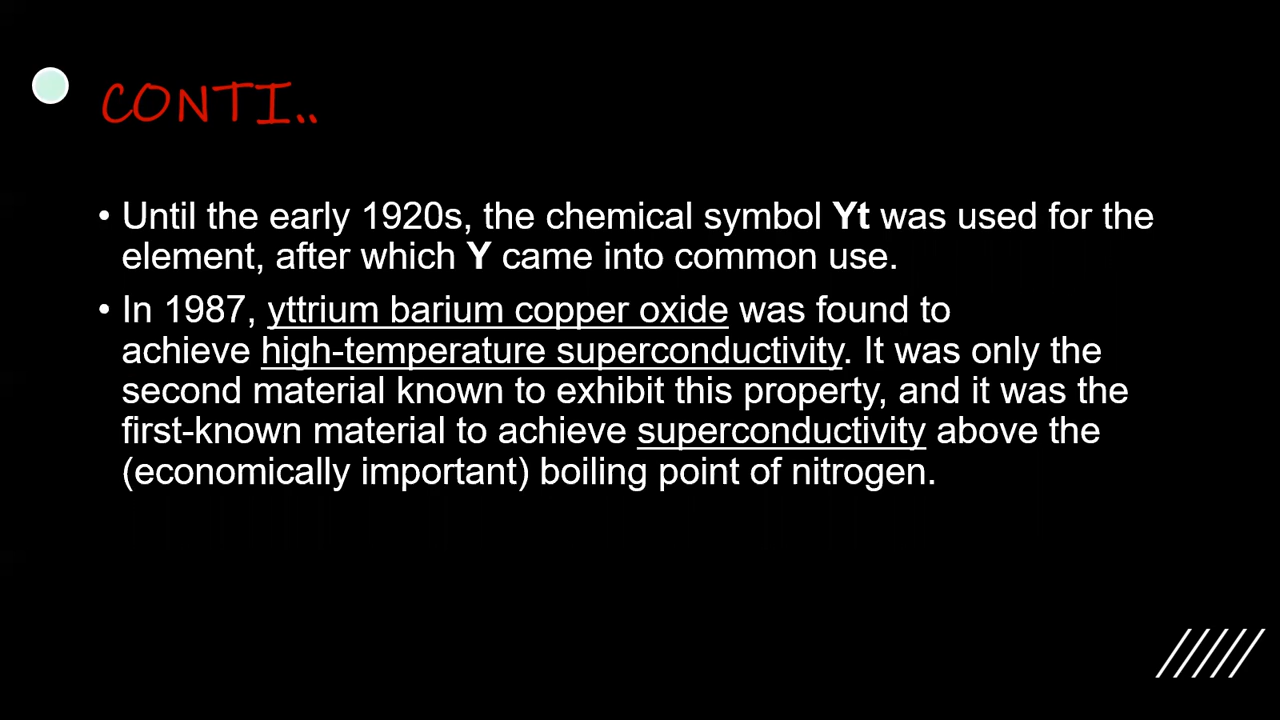 CONTI..
• Until the early 1920s, the chemical symbol Yt was used for the
element, after which Y came into common use.
• In 1987, yttrium barium copper oxide was found to
achieve high-temperature superconductivity. It was only the
second material known to exhibit this property, and it was the
first-known material to achieve superconductivity above the
(economically important) boiling point of nitrogen.